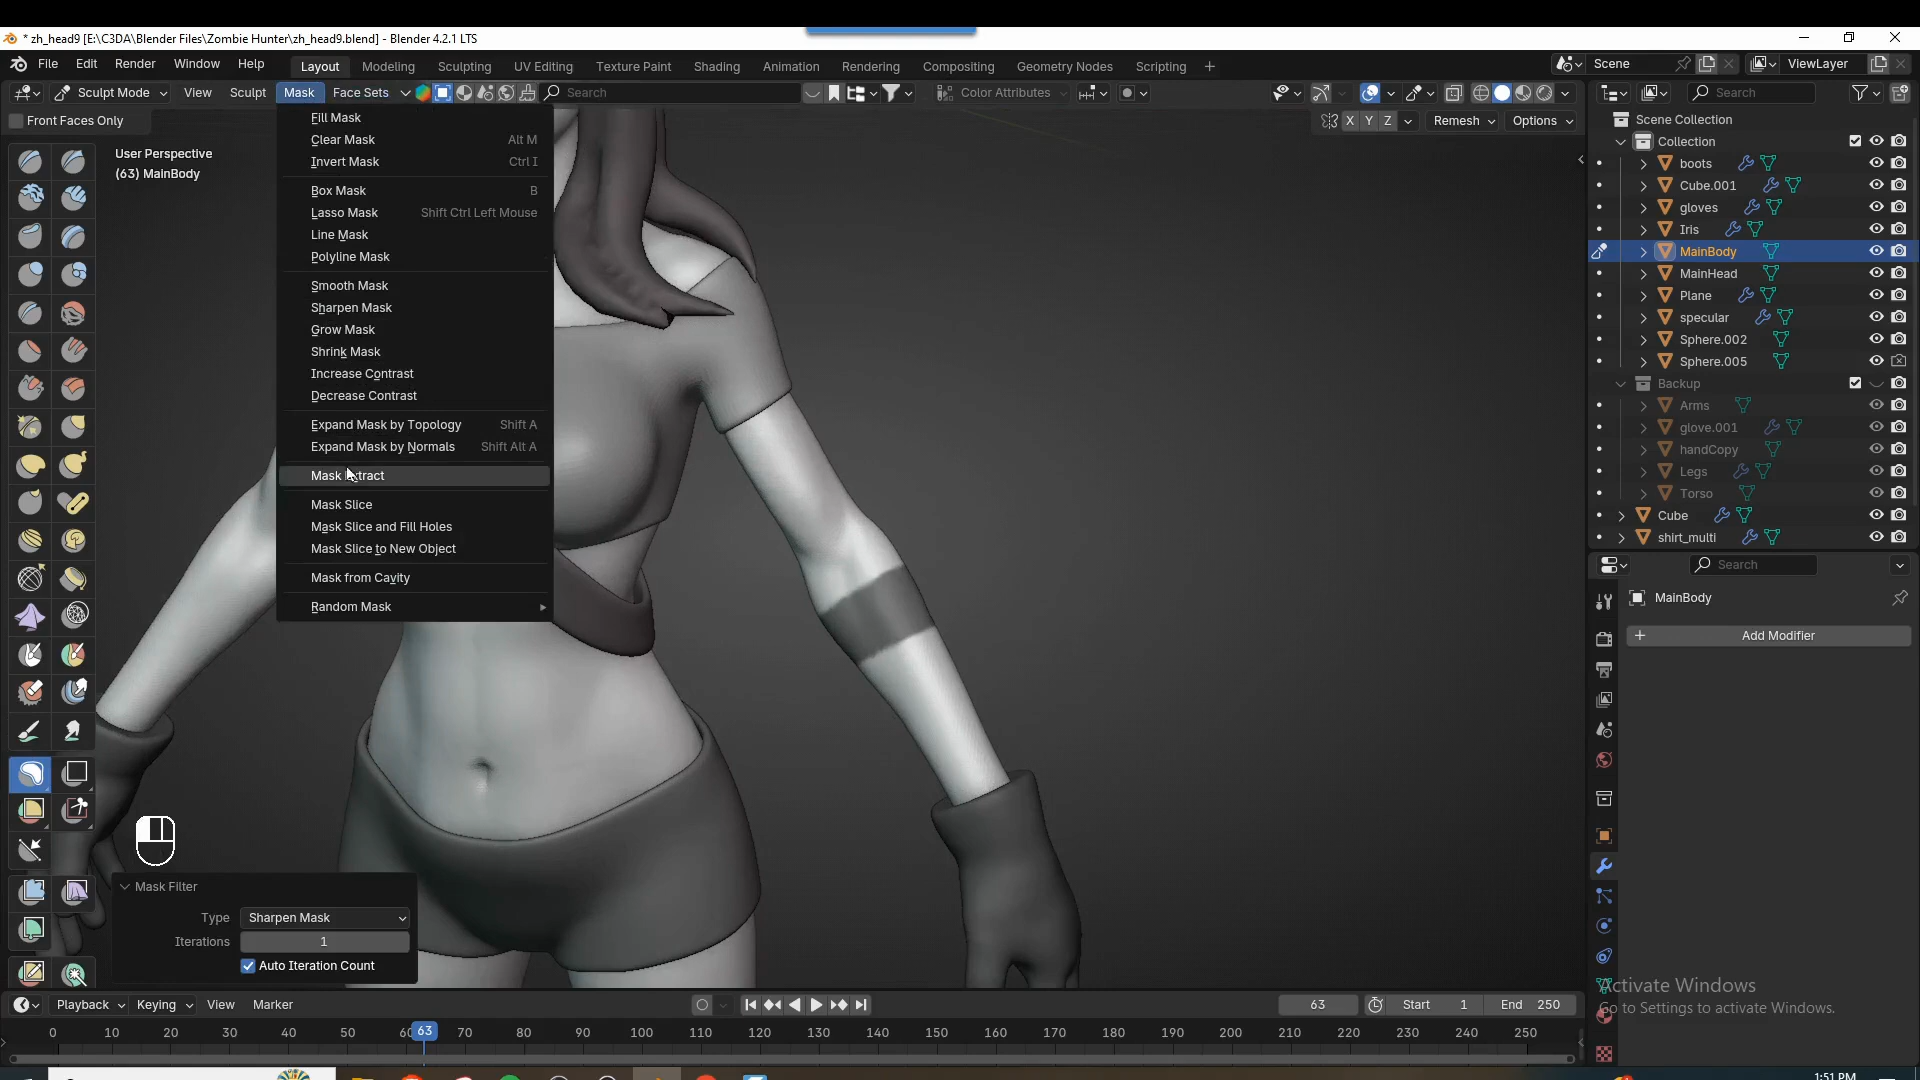 * zh_head9 [E:\C3DA\Blender Files\Zombie Hunter\zh_head9.blend] - Blender 4.2.1 LTS
File Edit Render Window Help Layout Modeling Sculpting UV Editing Texture Paint Shading Animation Rendering Compositing Geometry Nodes Scripting + Scene ViewLayer
Sculpt Mode View Sculpt Mask Face Sets Search Color Attributes Search
Front Faces Only X Y Z Remesh Options
User Perspective
(63) MainBody
Fill Mask
Clear Mask Alt M
Invert Mask Ctrl I
Box Mask B
Lasso Mask Shift Ctrl Left Mouse
Line Mask
Polyline Mask
Smooth Mask
Sharpen Mask
Grow Mask
Shrink Mask
Increase Contrast
Decrease Contrast
Expand Mask by Topology Shift A
Expand Mask by Normals Shift Alt A
Mask Extract
Mask Slice
Mask Slice and Fill Holes
Mask Slice to New Object
Mask from Cavity
Random Mask
Scene Collection
Collection
boots
Cube.001
gloves
Iris
MainBody
MainHead
Plane
specular
Sphere.002
Sphere.005
Backup
Arms
glove.001
handCopy
Legs
Torso
Cube
shirt_multi
Search
MainBody
+ Add Modifier
Mask Filter
Type Sharpen Mask
Iterations 1
Auto Iteration Count
Activate Windows
Go to Settings to activate Windows.
Playback Keying View Marker 63 Start 1 End 250
0 10 20 30 40 50 63 70 80 90 100 110 120 130 140 150 160 170 180 190 200 210 220 230 240 250
1:51 PM